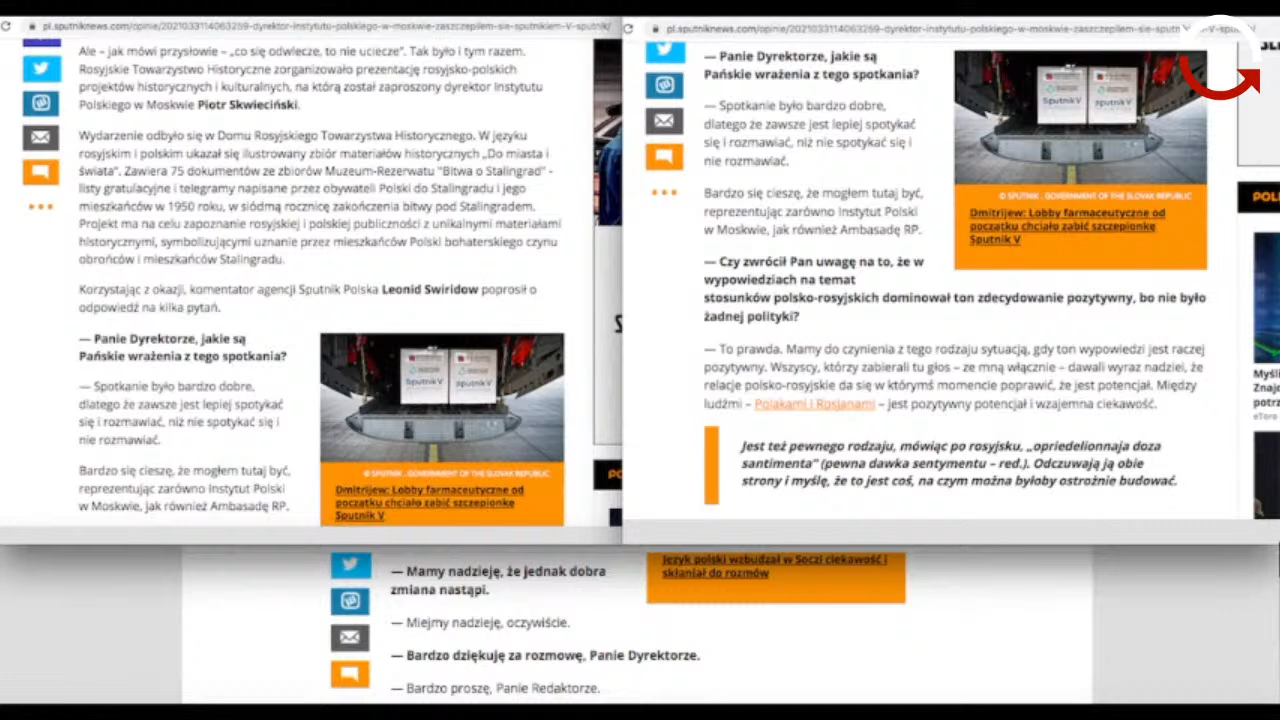 pl.sputniknews.com/opinie/2021033114063259-dyrektor-instytutu-polskiego-w-moskwie-zaszczepilem-sie-sputnikiem-V-sputnik/
Ale – jak mówi przysłowie – „co się odwlecze, to nie uciecze”. Tak było i tym razem.
Rosyjskie Towarzystwo Historyczne zorganizowało prezentację rosyjsko-polskich
projektów historycznych i kulturalnych, na którą został zaproszony dyrektor Instytutu
Polskiego w Moskwie Piotr Skwieciński.
Wydarzenie odbyło się w Domu Rosyjskiego Towarzystwa Historycznego. W języku
rosyjskim i polskim ukazał się ilustrowany zbiór materiałów historycznych „Do miasta i
świata”. Zawiera 75 dokumentów ze zbiorów Muzeum-Rezerwatu "Bitwa o Stalingrad" -
listy gratulacyjne i telegramy napisane przez obywateli Polski do Stalingradu i jego
mieszkańców w 1950 roku, w siódmą rocznicę zakończenia bitwy pod Stalingradem.
Projekt ma na celu zapoznanie rosyjskiej i polskiej publiczności z unikalnymi materiałami
historycznymi, symbolizującymi uznanie przez mieszkańców Polski bohaterskiego czynu
obrońców i mieszkańców Stalingradu.
Korzystając z okazji, komentator agencji Sputnik Polska Leonid Swiridow poprosił o
odpowiedź na kilka pytań.
— Panie Dyrektorze, jakie są
Pańskie wrażenia z tego spotkania?
— Spotkanie było bardzo dobre,
dlatego że zawsze jest lepiej spotykać
się i rozmawiać, niż nie spotykać się i
nie rozmawiać.
Bardzo się cieszę, że mogłem tutaj być,
reprezentując zarówno Instytut Polski
w Moskwie, jak również Ambasadę RP.
Sputnik V Sputnik V
© SPUTNIK . GOVERNMENT OF THE SLOVAK REPUBLIC
Dmitrijew: Lobby farmaceutyczne od
początku chciało zabić szczepionkę
Sputnik V
pl.sputniknews.com/opinie/2021033114063259-dyrektor-instytutu-polskiego-w-moskwie-zaszczepilem-sie-sputnikiem-V-sputnik/
— Panie Dyrektorze, jakie są
Pańskie wrażenia z tego spotkania?
— Spotkanie było bardzo dobre,
dlatego że zawsze jest lepiej spotykać
się i rozmawiać, niż nie spotykać się i
nie rozmawiać.
Bardzo się cieszę, że mogłem tutaj być,
reprezentując zarówno Instytut Polski
w Moskwie, jak również Ambasadę RP.
Sputnik V Sputnik V
© SPUTNIK . GOVERNMENT OF THE SLOVAK REPUBLIC
Dmitrijew: Lobby farmaceutyczne od
początku chciało zabić szczepionkę
Sputnik V
— Czy zwrócił Pan uwagę na to, że w
wypowiedziach na temat
stosunków polsko-rosyjskich dominował ton zdecydowanie pozytywny, bo nie było
żadnej polityki?
— To prawda. Mamy do czynienia z tego rodzaju sytuacją, gdy ton wypowiedzi jest raczej
pozytywny. Wszyscy, którzy zabierali tu głos – ze mną włącznie – dawali wyraz nadziei, że
relacje polsko-rosyjskie da się w którymś momencie poprawić, że jest potencjał. Między
ludźmi – Polakami i Rosjanami – jest pozytywny potencjał i wzajemna ciekawość.
Jest też pewnego rodzaju, mówiąc po rosyjsku, „opriedielionnaja doza
santimenta” (pewna dawka sentymentu – red.). Odczuwają ją obie
strony i myślę, że to jest coś, na czym można byłoby ostrożnie budować.
eToro
— Mamy nadzieję, że jednak dobra
zmiana nastąpi.
— Miejmy nadzieję, oczywiście.
— Bardzo dziękuję za rozmowę, Panie Dyrektorze.
— Bardzo proszę, Panie Redaktorze.
Język polski wzbudzał w Soczi ciekawość i
skłaniał do rozmów